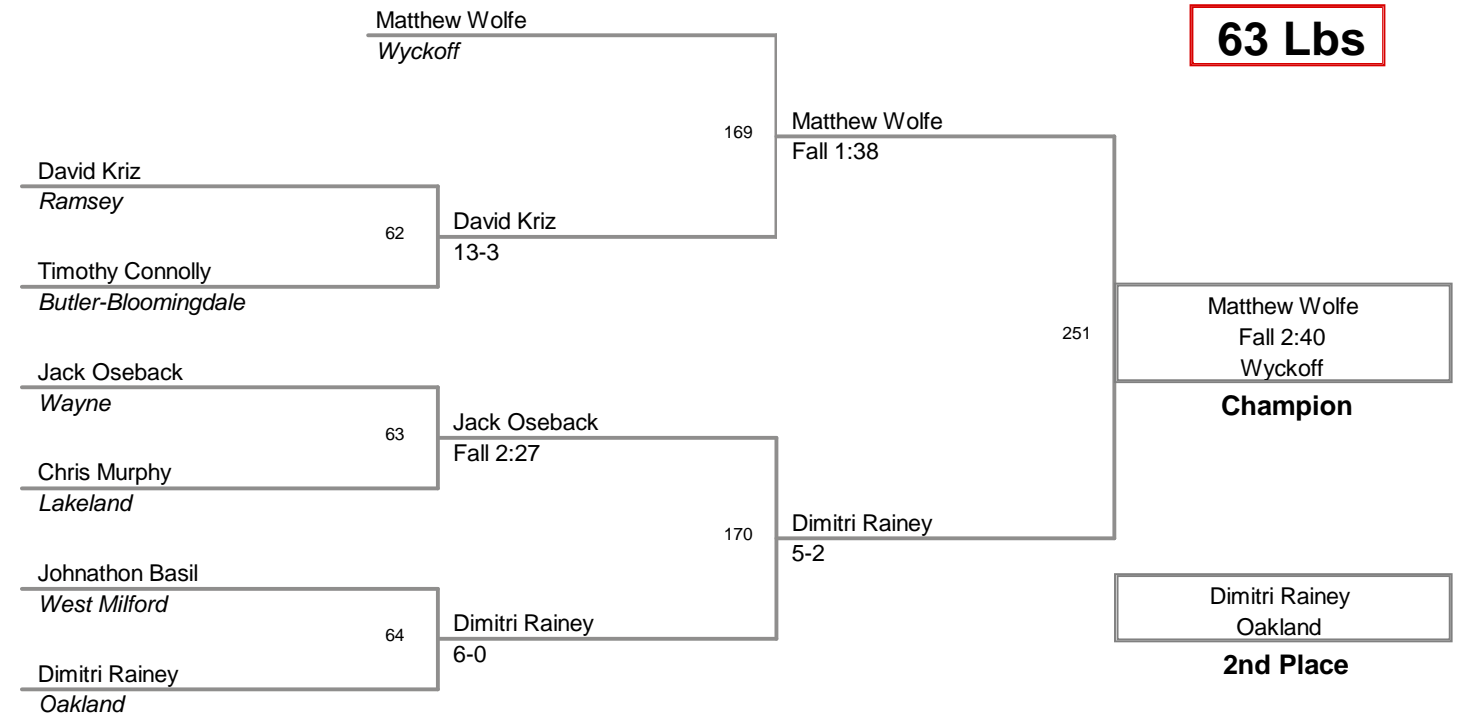 Matthew Wolfe
Wyckoff
63 Lbs
169
Matthew Wolfe
Fall 1:38
David Kriz
Ramsey
62
David Kriz
13-3
Timothy Connolly
Butler-Bloomingdale
251
Matthew Wolfe
Fall 2:40
Wyckoff
Champion
Jack Oseback
Wayne
63
Jack Oseback
Fall 2:27
Chris Murphy
Lakeland
170
Dimitri Rainey
5-2
Johnathon Basil
West Milford
64
Dimitri Rainey
6-0
Dimitri Rainey
Oakland
Dimitri Rainey
Oakland
2nd Place